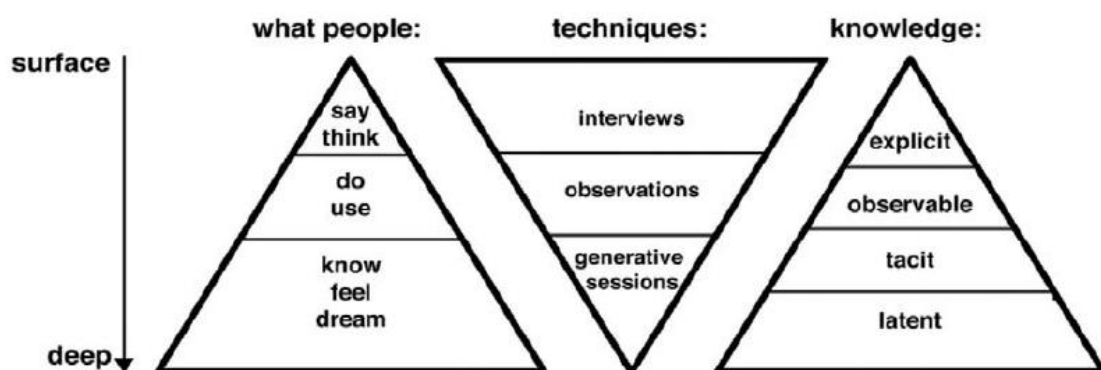 what people:
techniques:
knowledge:
surface
deep
say
think
do
use
know
feel
dream
interviews
observations
generative
sessions
explicit
observable
tacit
latent